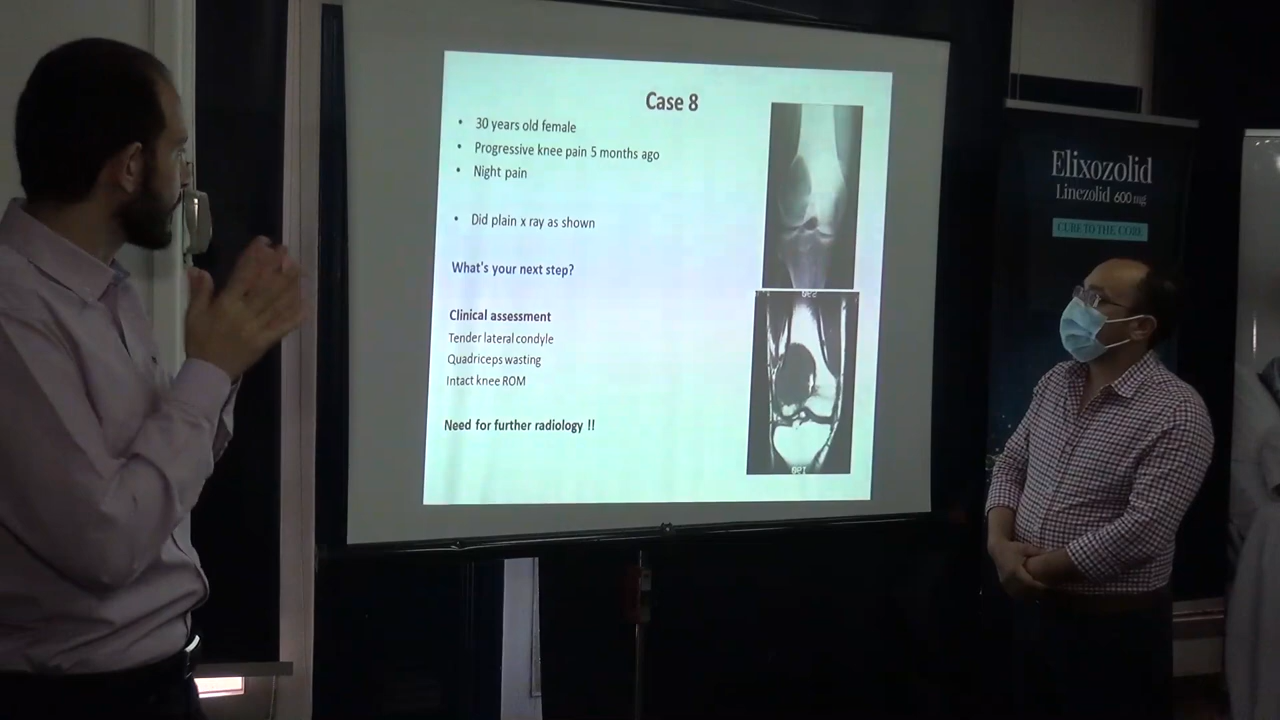 Case 8
• 30 years old female
• Progressive knee pain 5 months ago
• Night pain
• Did plain x ray as shown
What's your next step?
Clinical assessment
Tender lateral condyle
Quadriceps wasting
Intact knee ROM
Need for further radiology !!
Elixozolid
Linezolid 600 mg
CURE TO THE CORE